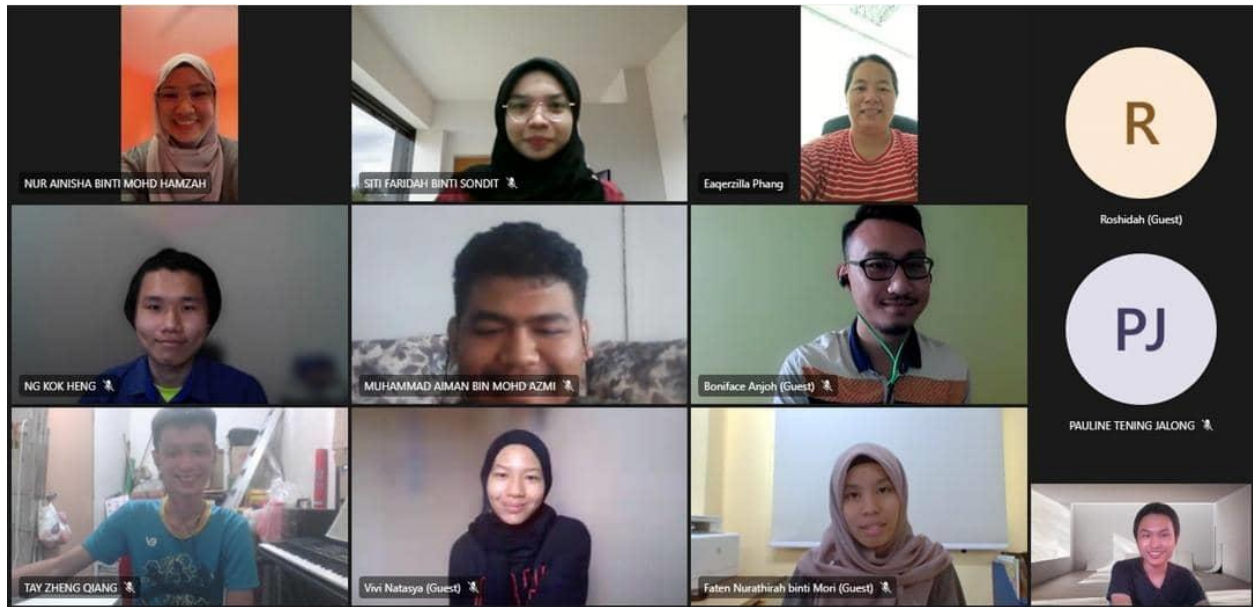 NUR AINISHA BINTI MOHD HAMZAH
SITI FARIDAH BINTI SONDIT
Eaqerzilla Phang
R
Roshidah (Guest)
NG KOK HENG
MUHAMMAD AIMAN BIN MOHD AZMI
Boniface Anjoh (Guest)
PJ
PAULINE TENING JALONG
TAY ZHENG QIANG
Vivi Natasya (Guest)
Faten Nurathirah binti Mori (Guest)